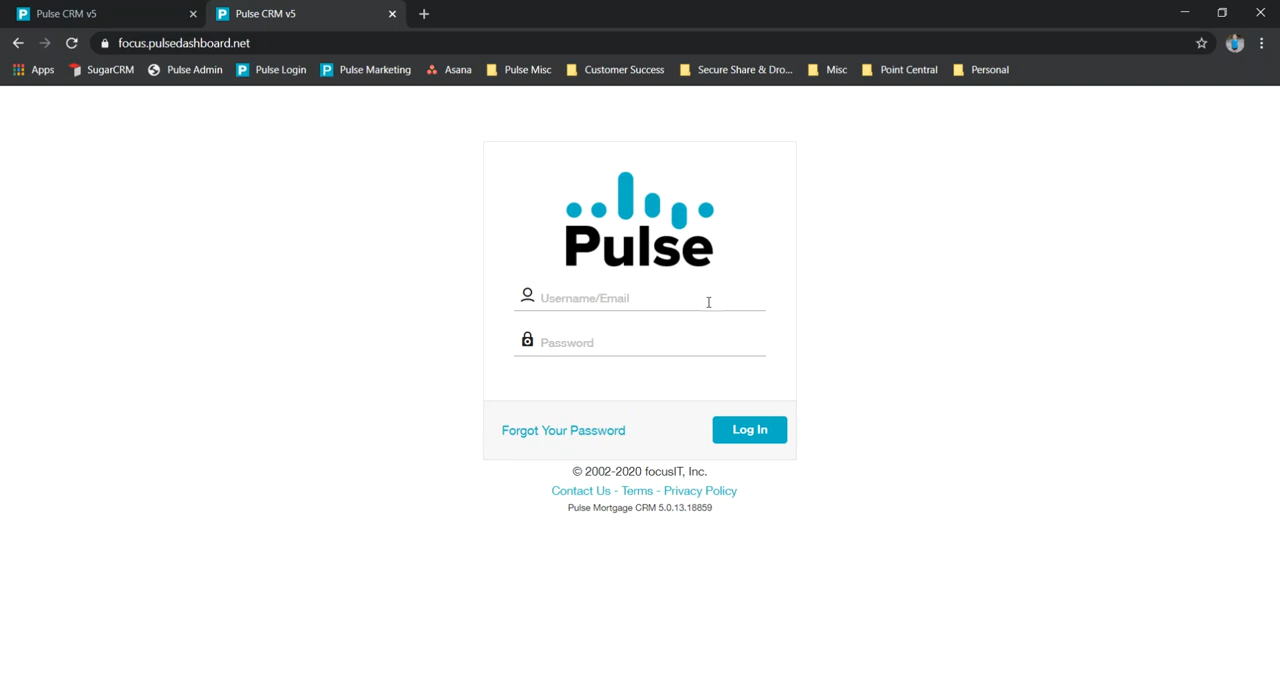 Pulse CRM v5
Pulse CRM v5
focus.pulsedashboard.net
Apps SugarCRM Pulse Admin Pulse Login Pulse Marketing Asana Pulse Misc Customer Success Secure Share & Dro... Misc Point Central Personal
Pulse
Username/Email
Password
Forgot Your Password Log In
© 2002-2020 focusIT, Inc.
Contact Us - Terms - Privacy Policy
Pulse Mortgage CRM 5.0.13.18859